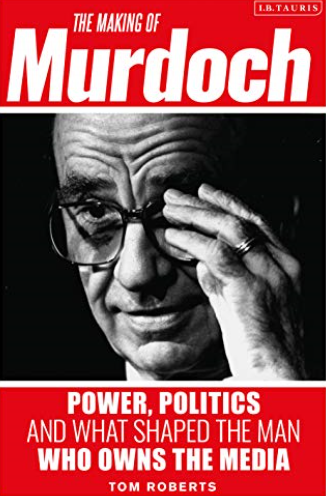 I.B.TAURIS
THE MAKING OF
Murdoch
POWER, POLITICS
AND WHAT SHAPED THE MAN
WHO OWNS THE MEDIA
TOM ROBERTS